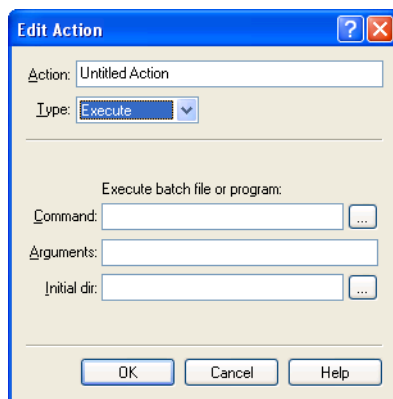 Edit Action
Action: Untitled Action
Type: Execute
Execute batch file or program:
Command: ...
Arguments:
Initial dir: ...
OK Cancel Help